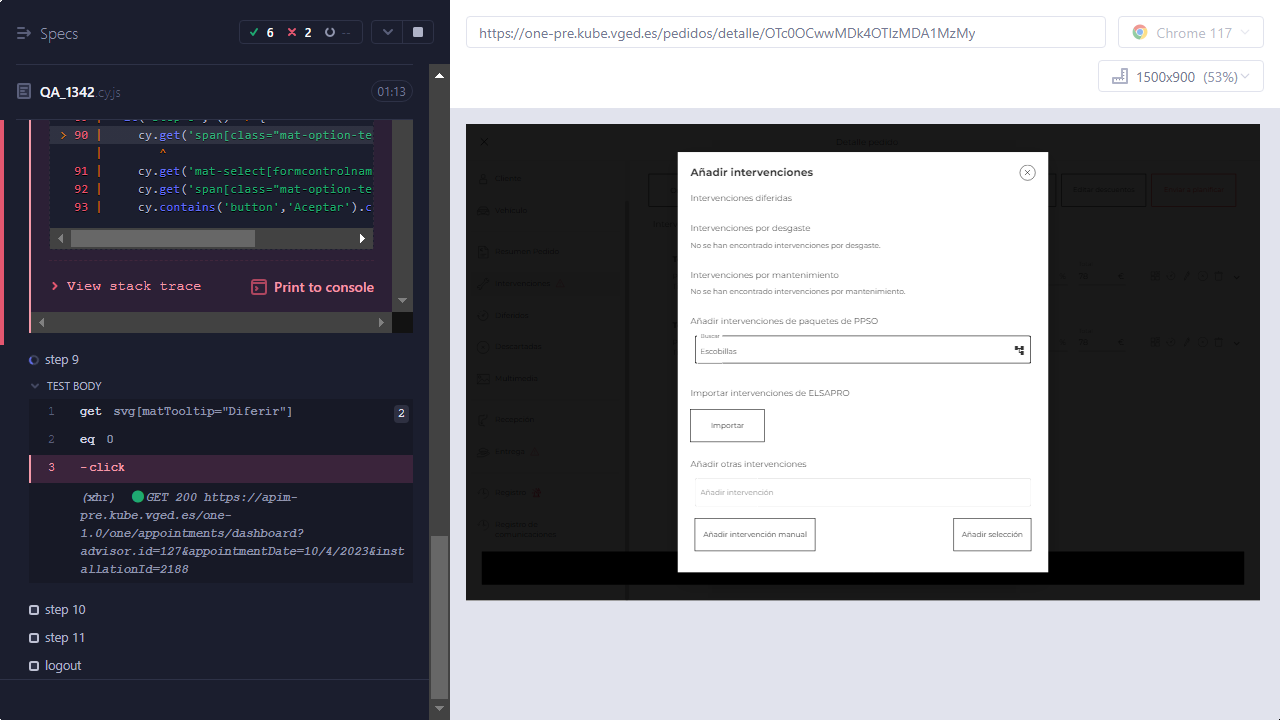 Specs
6
2
--
QA_1342.cy.js
01:13
> 90 | cy.get('span[class="mat-option-te
| ^
91 | cy.get('mat-select[formcontrolnam
92 | cy.get('span[class="mat-option-te
93 | cy.contains('button','Aceptar').c
View stack trace
Print to console
step 9
TEST BODY
1 get svg[matTooltip="Diferir"] 2
2 eq 0
3 -click
(xhr) GET 200 https://apim-
pre.kube.vged.es/one-
1.0/one/appointments/dashboard?
advisor.id=127&appointmentDate=10/4/2023&inst
allationId=2188
step 10
step 11
logout
https://one-pre.kube.vged.es/pedidos/detalle/OTc0OCwwMDk4OTIzMDA1MzMy
Chrome 117
1500x900 (53%)
Añadir intervenciones
Intervenciones diferidas
Intervenciones por desgaste
No se han encontrado intervenciones por desgaste.
Intervenciones por mantenimiento
No se han encontrado intervenciones por mantenimiento.
Añadir intervenciones de paquetes de PPSO
Buscar
Escobillas
Importar intervenciones de ELSAPRO
Importar
Añadir otras intervenciones
Añadir intervención
Añadir intervención manual
Añadir selección